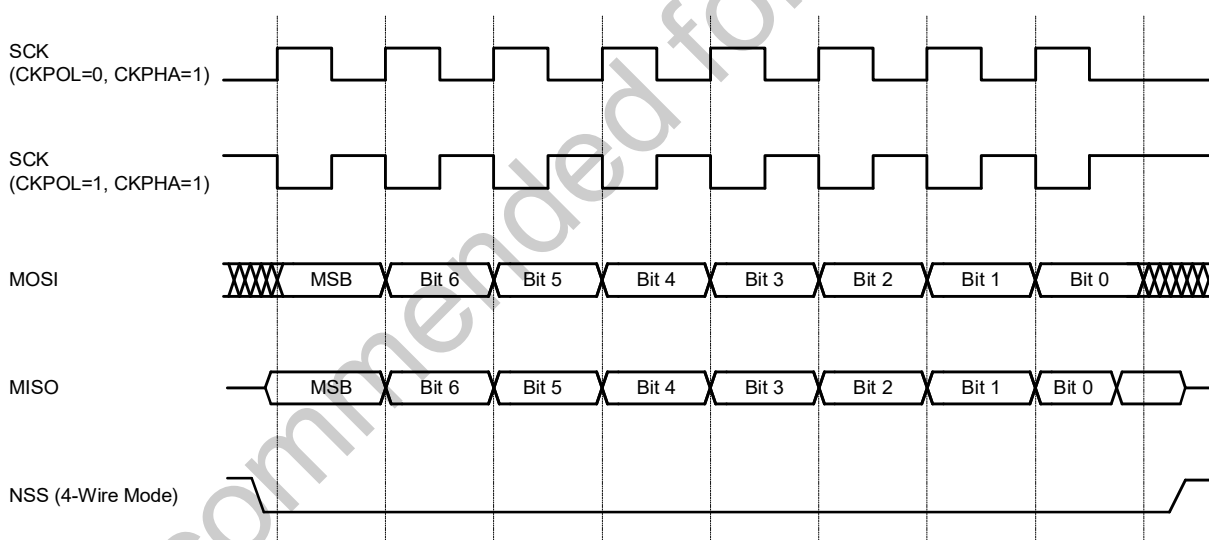 SCK
(CKPOL=0, CKPHA=1)
SCK
(CKPOL=1, CKPHA=1)
MOSI
MSB Bit 6 Bit 5 Bit 4 Bit 3 Bit 2 Bit 1 Bit 0
MISO
MSB Bit 6 Bit 5 Bit 4 Bit 3 Bit 2 Bit 1 Bit 0
NSS (4-Wire Mode)
ommended fo